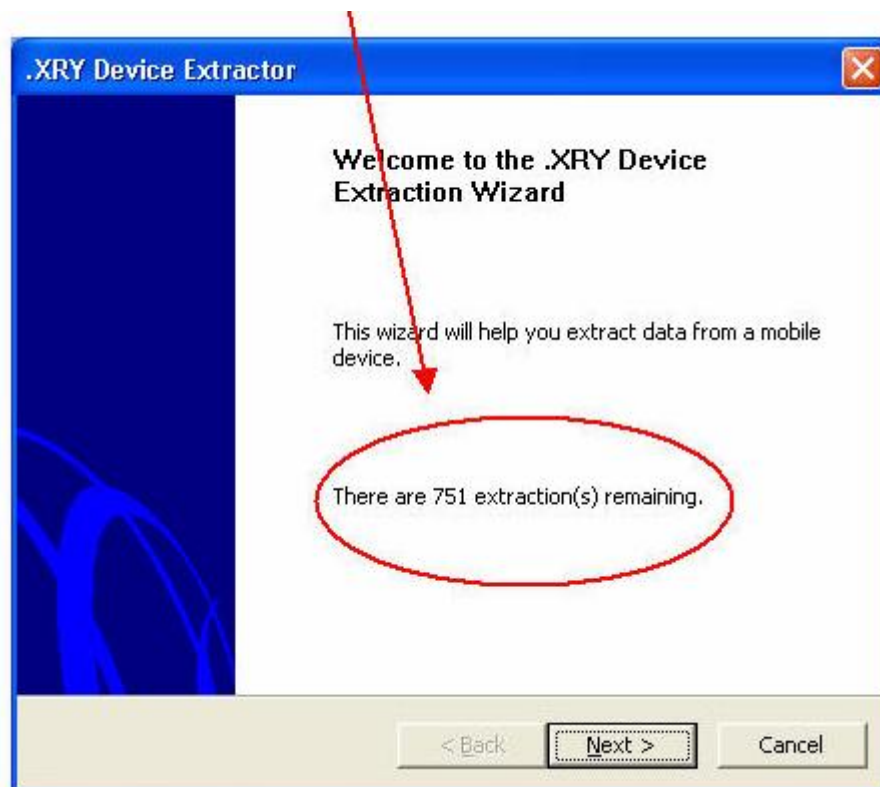 .XRY Device Extractor
Welcome to the .XRY Device
Extraction Wizard
This wizard will help you extract data from a mobile
device.
There are 751 extraction(s) remaining.
< Back
Next >
Cancel